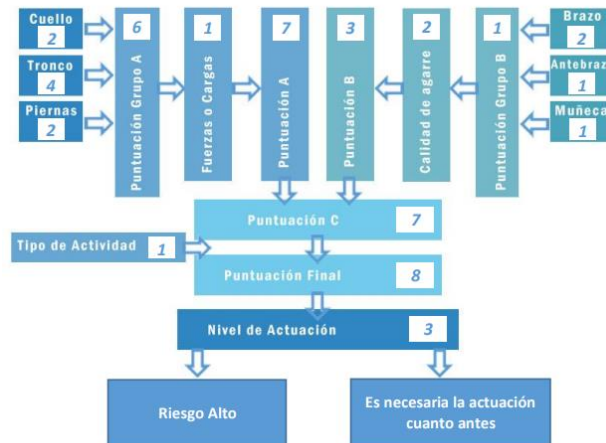 Cuello
2
Tronco
4
Piernas
2
6
Puntuación Grupo A
1
Fuerzas o Cargas
7
Puntuación A
3
Puntuación B
2
Calidad de agarre
1
Puntuación Grupo B
Brazo
2
Antebraz
1
Muñeca
1
Puntuación C
7
Tipo de Actividad
1
Puntuación Final
8
Nivel de Actuación
3
Riesgo Alto
Es necesaria la actuación
cuanto antes